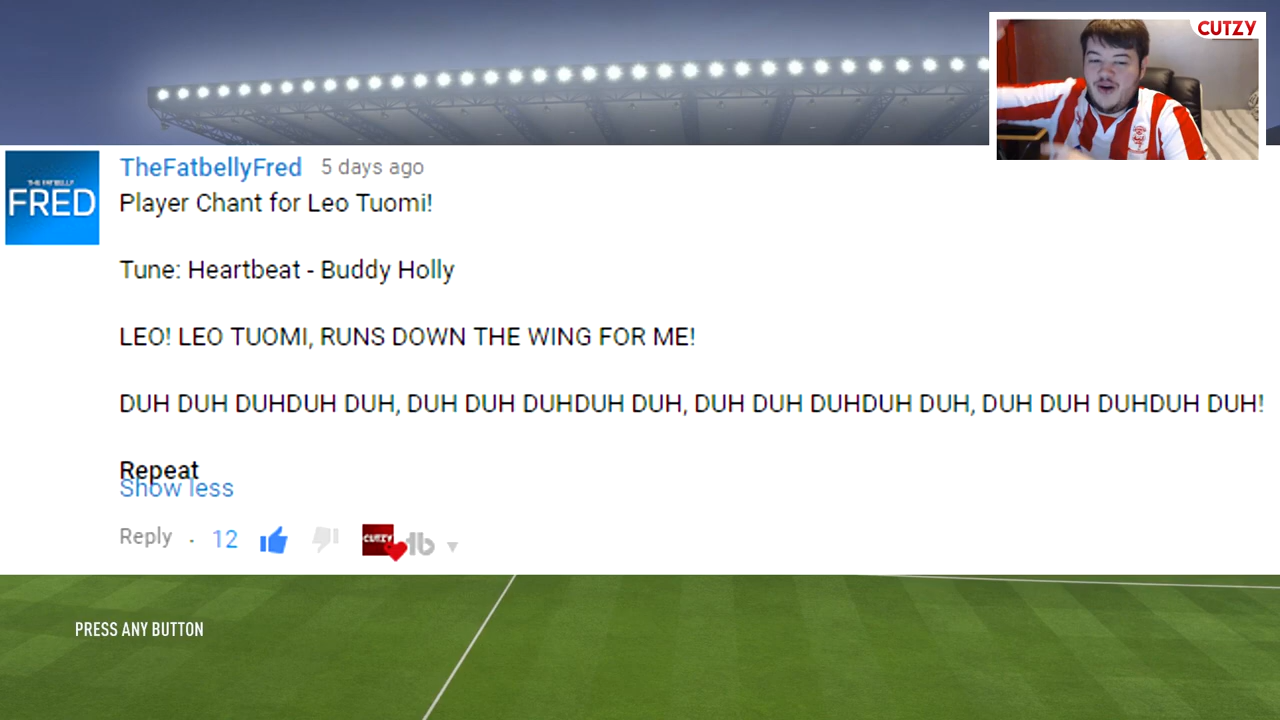 CUTZY
THE FATBELLY
FRED
TheFatbellyFred 5 days ago
Player Chant for Leo Tuomi!
Tune: Heartbeat - Buddy Holly
LEO! LEO TUOMI, RUNS DOWN THE WING FOR ME!
DUH DUH DUHDUH DUH, DUH DUH DUHDUH DUH, DUH DUH DUHDUH DUH, DUH DUH DUHDUH DUH!
Repeat
Show less
Reply · 12 CUTZY tb
PRESS ANY BUTTON